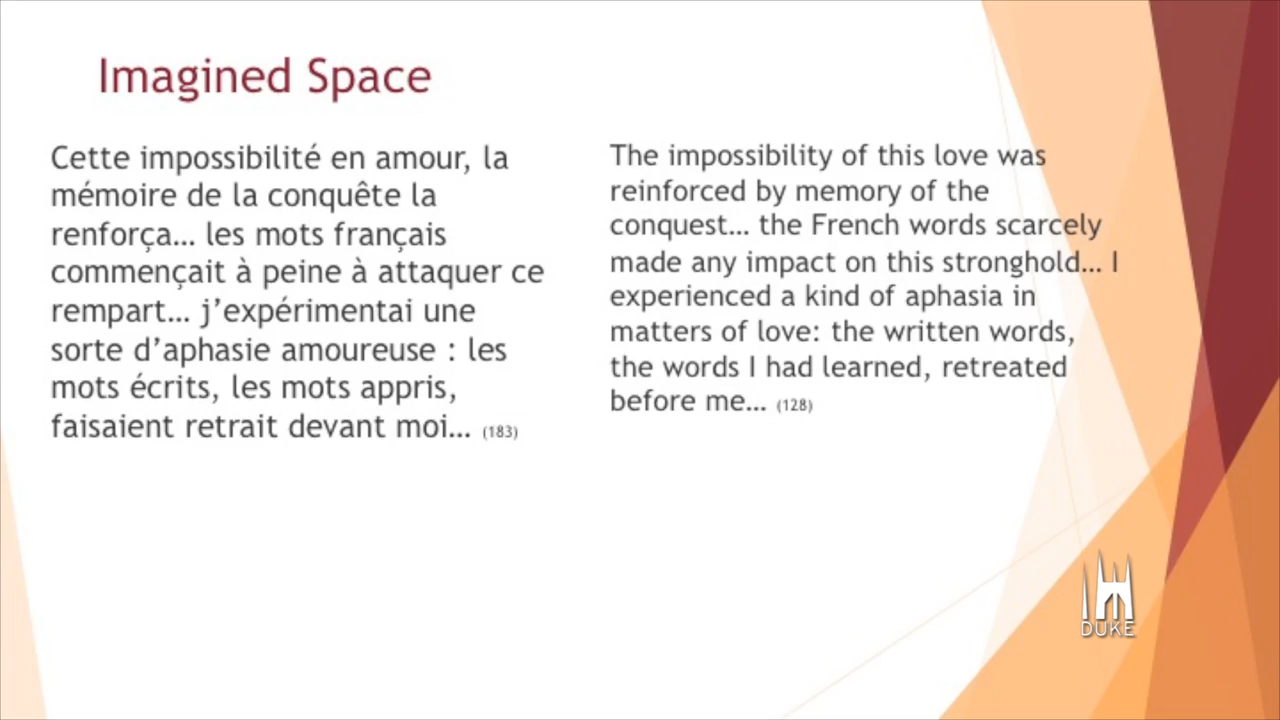 Imagined Space
Cette impossibilité en amour, la
mémoire de la conquête la
renforça… les mots français
commençait à peine à attaquer ce
rempart… j’expérimentai une
sorte d’aphasie amoureuse : les
mots écrits, les mots appris,
faisaient retrait devant moi… (183)
The impossibility of this love was
reinforced by memory of the
conquest… the French words scarcely
made any impact on this stronghold… I
experienced a kind of aphasia in
matters of love: the written words,
the words I had learned, retreated
before me… (128)
DUKE